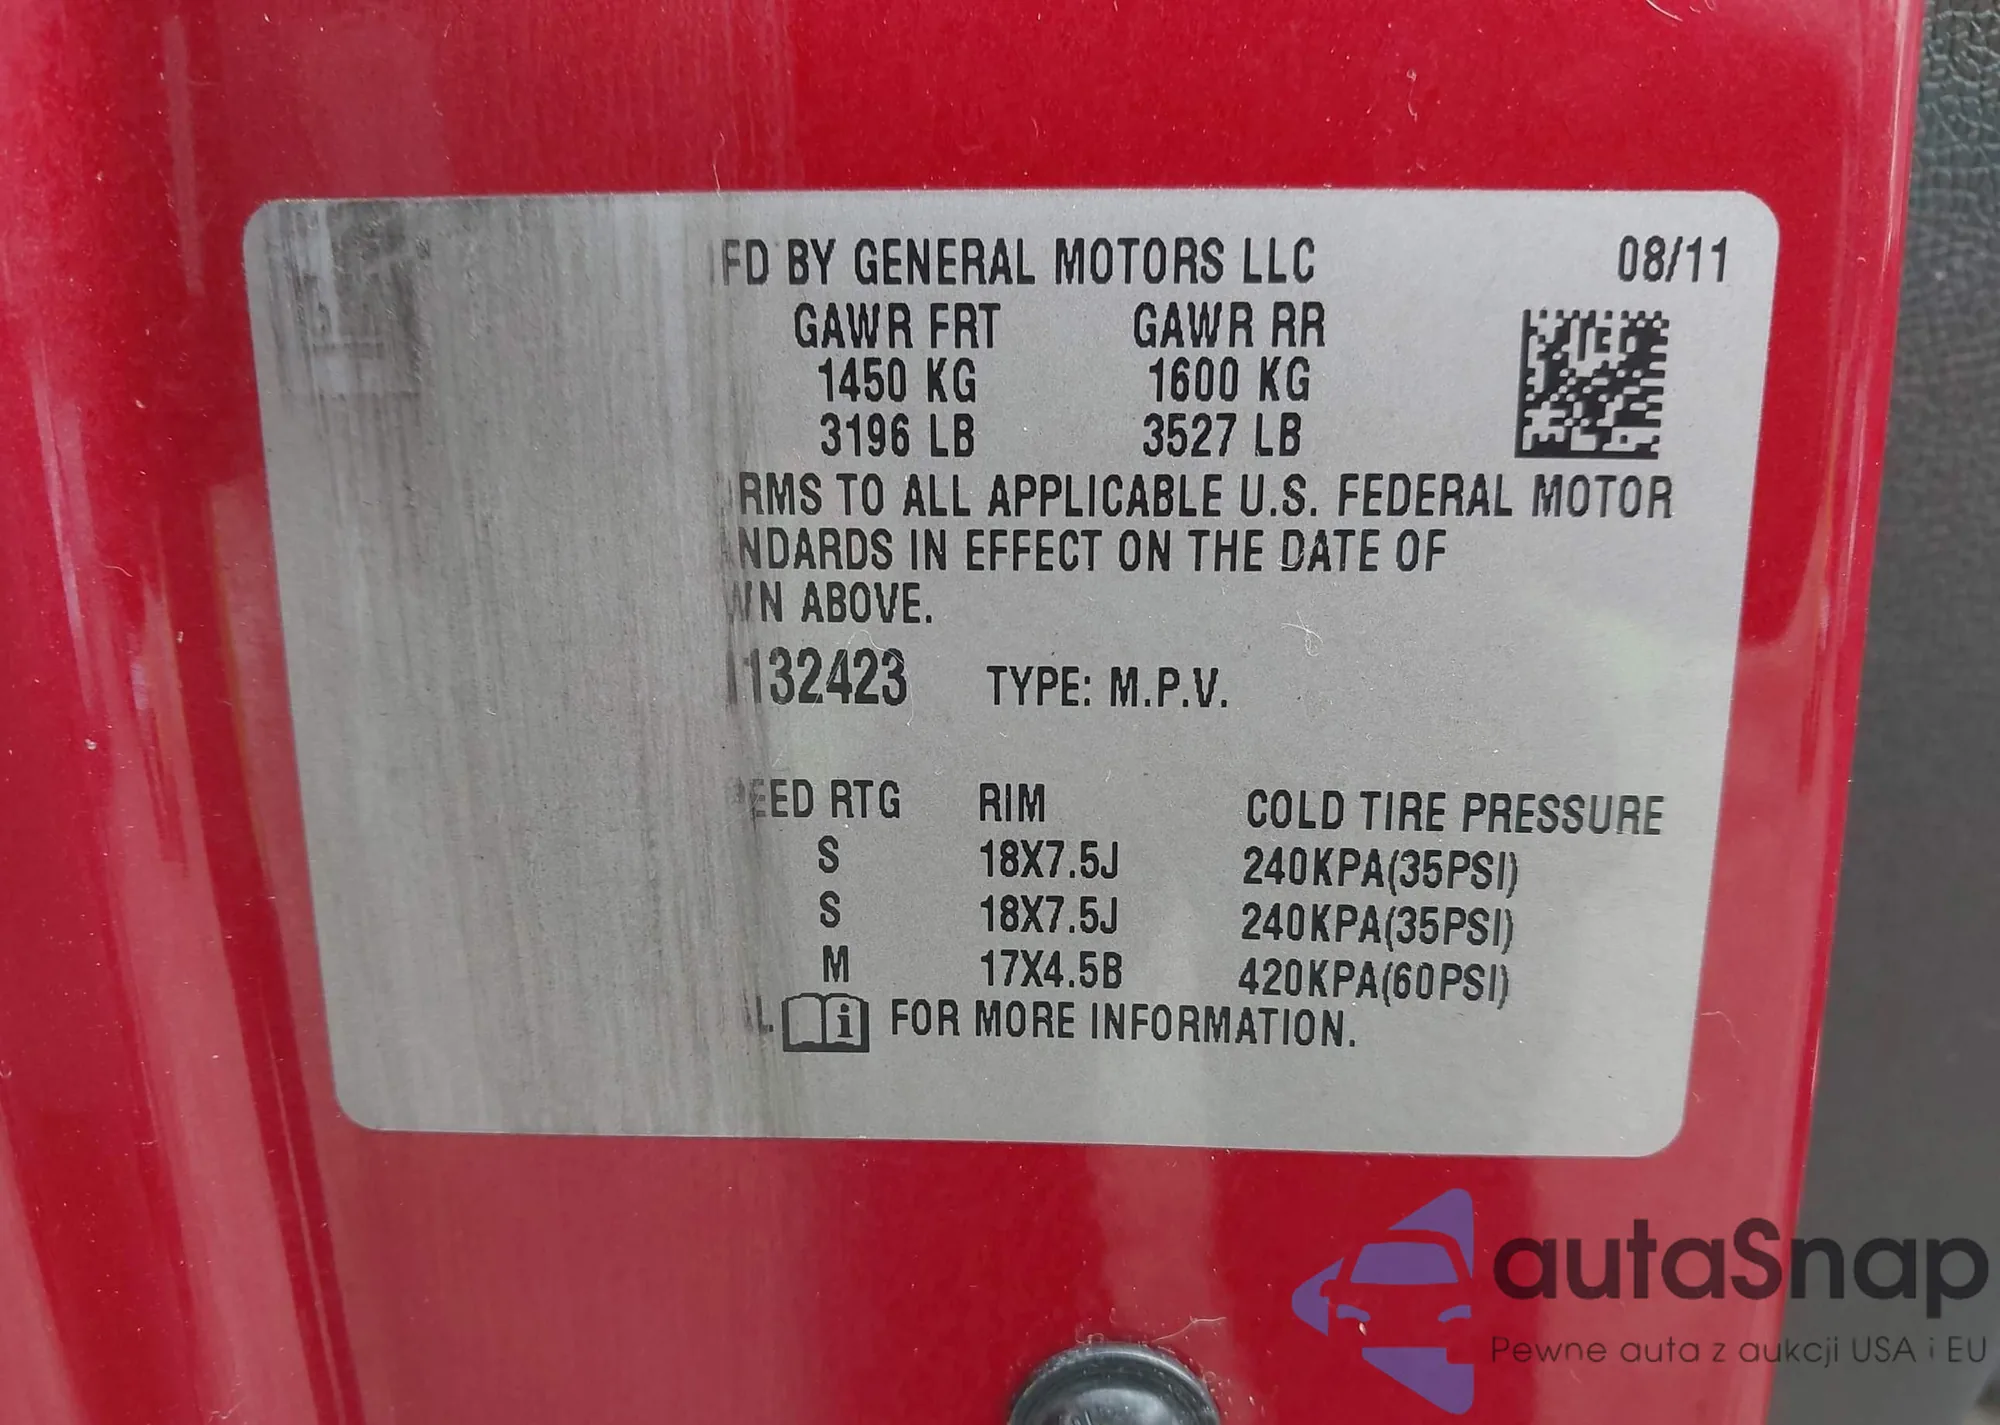 FD BY GENERAL MOTORS LLC 08/11
GAWR FRT GAWR RR
1450 KG 1600 KG
3196 LB 3527 LB
RMS TO ALL APPLICABLE U.S. FEDERAL MOTOR
NDARDS IN EFFECT ON THE DATE OF
WN ABOVE.
132423 TYPE: M.P.V.
EED RTG RIM COLD TIRE PRESSURE
S 18X7.5J 240KPA(35PSI)
S 18X7.5J 240KPA(35PSI)
M 17X4.5B 420KPA(60PSI)
L i FOR MORE INFORMATION.
autaSnap
Pewne auta z aukcji USA i EU